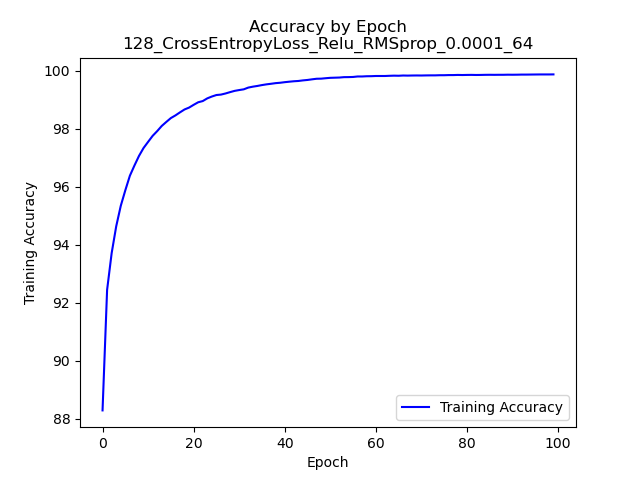 Accuracy by Epoch
128_CrossEntropyLoss_Relu_RMSprop_0.0001_64
100
98
96
94
92
90
88
Training Accuracy
Training Accuracy
0
20
40
60
80
100
Epoch